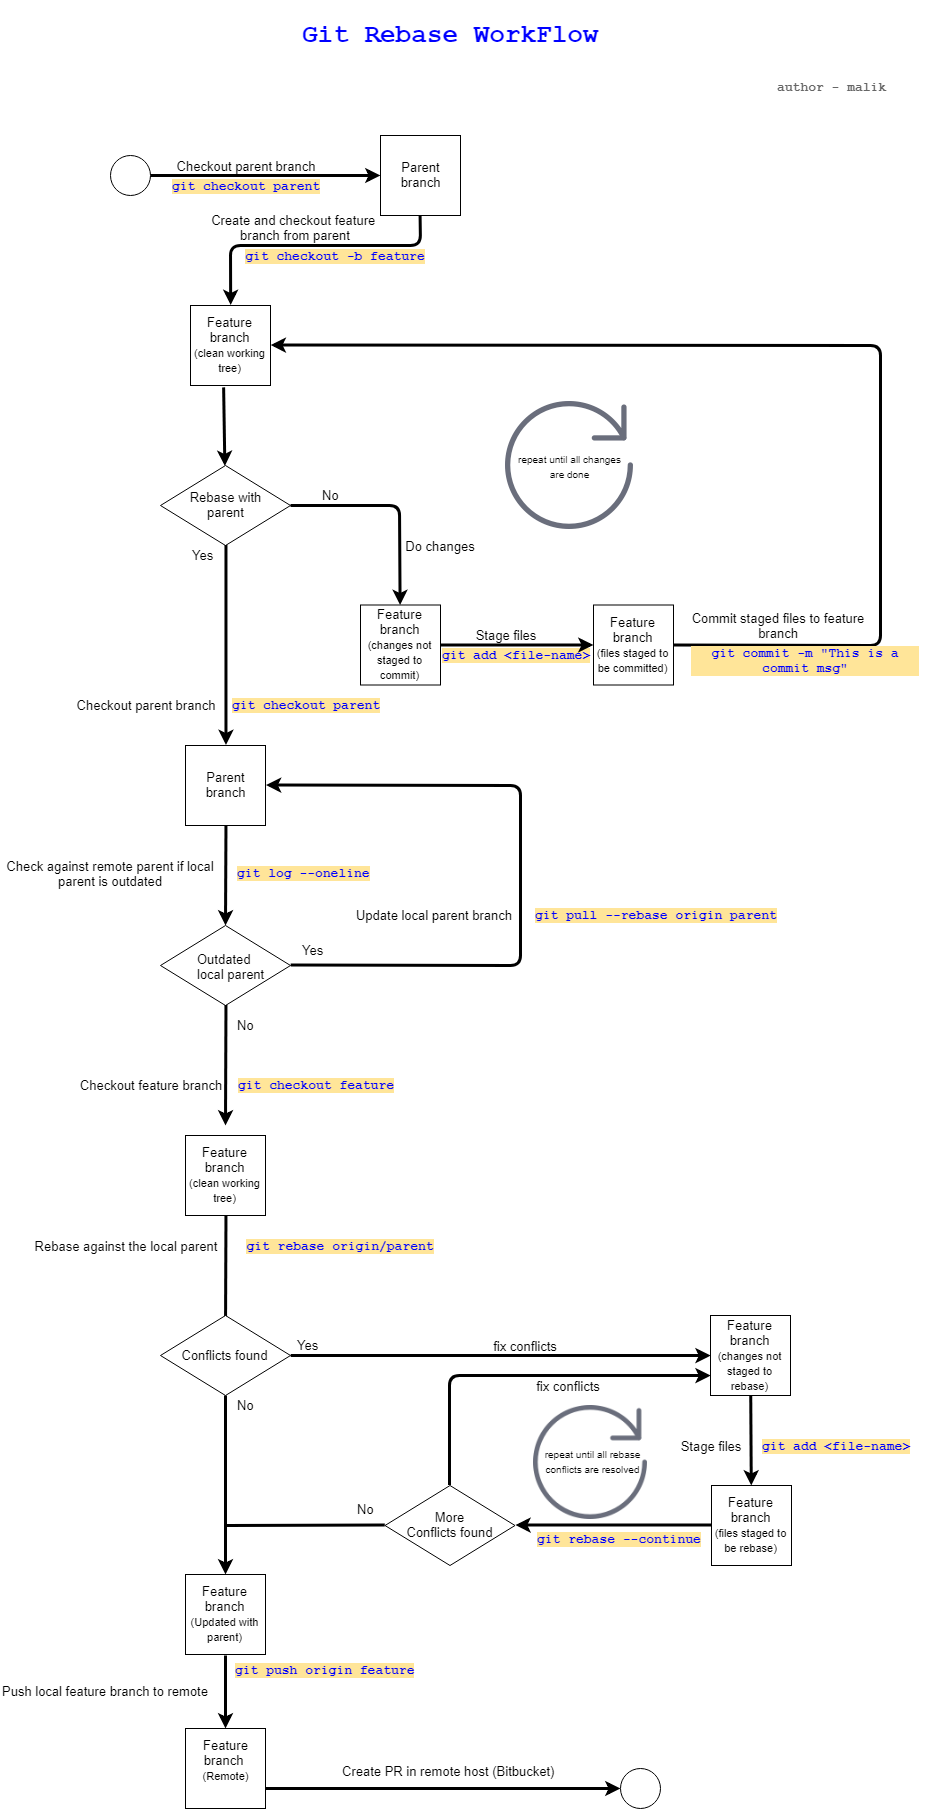 Git Rebase WorkFlow
author - malik
Checkout parent branch
git checkout parent
Parent
branch
Create and checkout feature
branch from parent
git checkout -b feature
Feature
branch
(clean working
tree)
repeat until all changes
are done
Rebase with
parent
No
Yes
Do changes
Feature
branch
(changes not
staged to
commit)
Stage files
git add <file-name>
Feature
branch
(files staged to
be committed)
Commit staged files to feature
branch
git commit -m "This is a
commit msg"
Checkout parent branch
git checkout parent
Parent
branch
Check against remote parent if local
parent is outdated
git log --oneline
Update local parent branch
git pull --rebase origin parent
Outdated
local parent
Yes
No
Checkout feature branch
git checkout feature
Feature
branch
(clean working
tree)
Rebase against the local parent
git rebase origin/parent
Conflicts found
Yes
No
fix conflicts
Feature
branch
(changes not
staged to
rebase)
fix conflicts
repeat until all rebase
conflicts are resolved
Stage files
git add <file-name>
Feature
branch
(files staged to
be rebase)
git rebase --continue
More
Conflicts found
No
Feature
branch
(Updated with
parent)
git push origin feature
Push local feature branch to remote
Feature
branch
(Remote)
Create PR in remote host (Bitbucket)